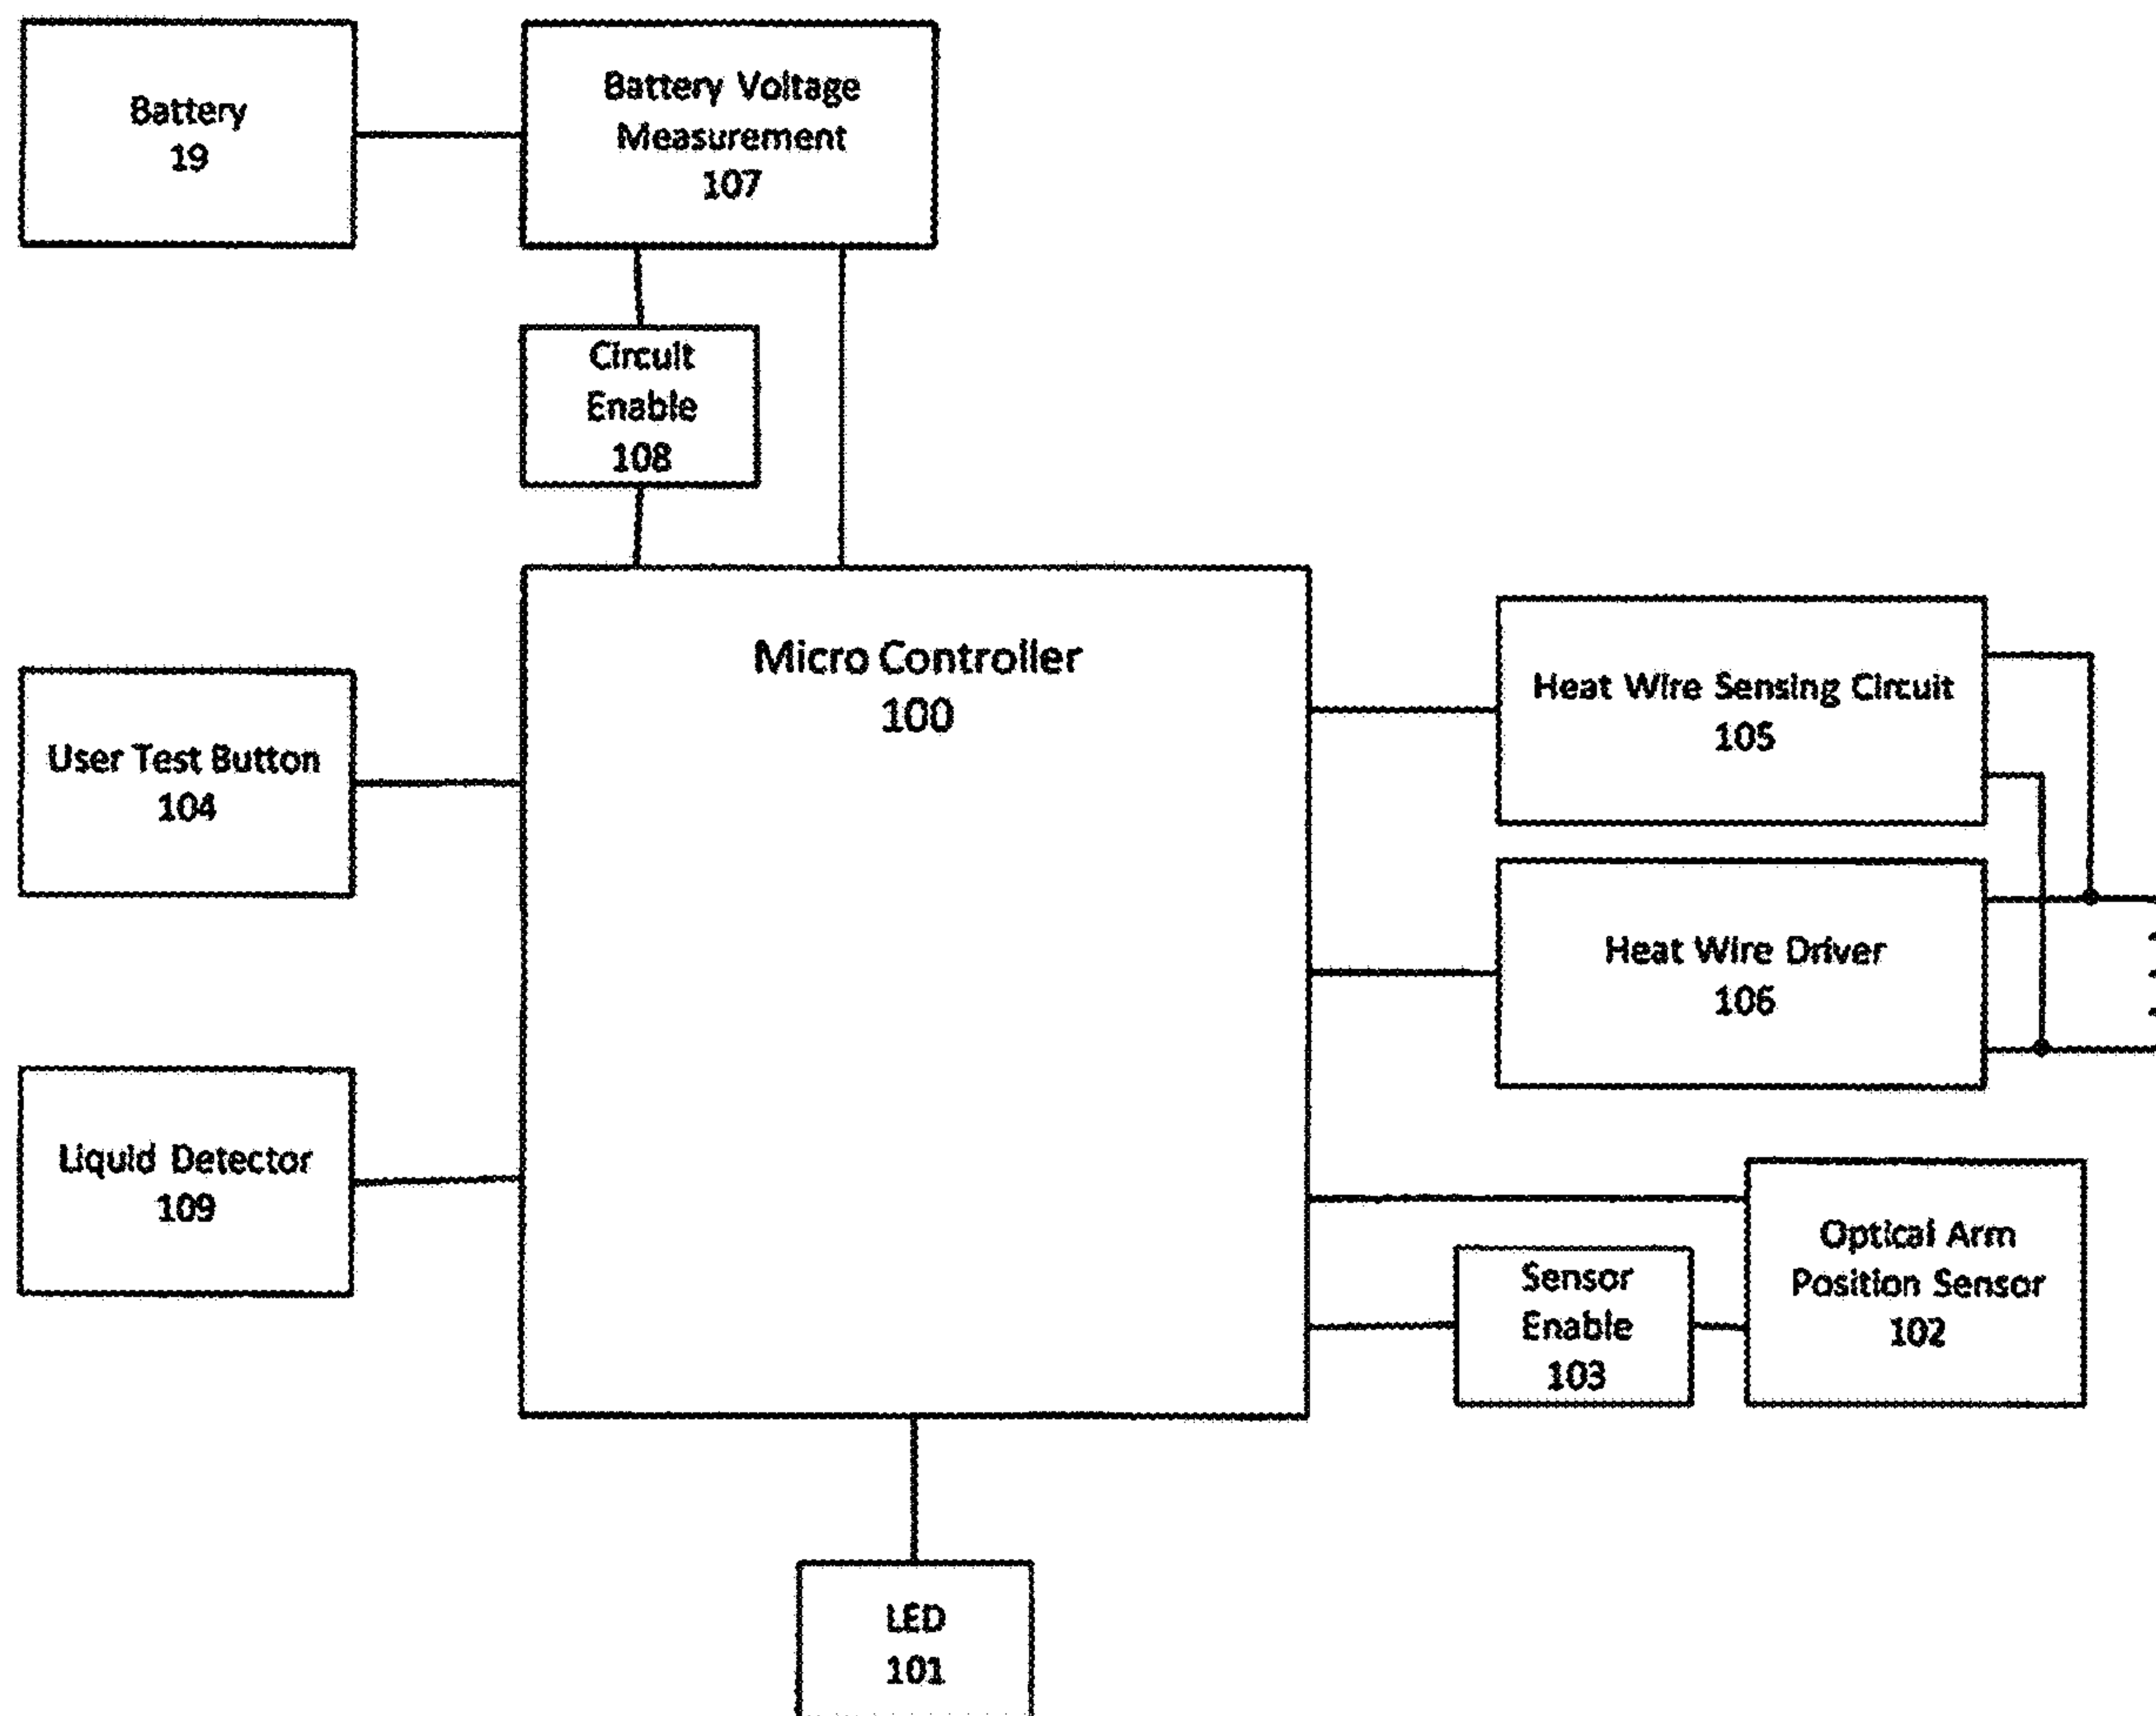 Battery
19
Battery Voltage
Measurement
107
Circuit
Enable
108
Micro Controller
100
User Test Button
104
Heat Wire Sensing Circuit
105
Heat Wire Driver
106
Liquid Detector
109
Optical Arm
Position Sensor
102
Sensor
Enable
103
LED
101